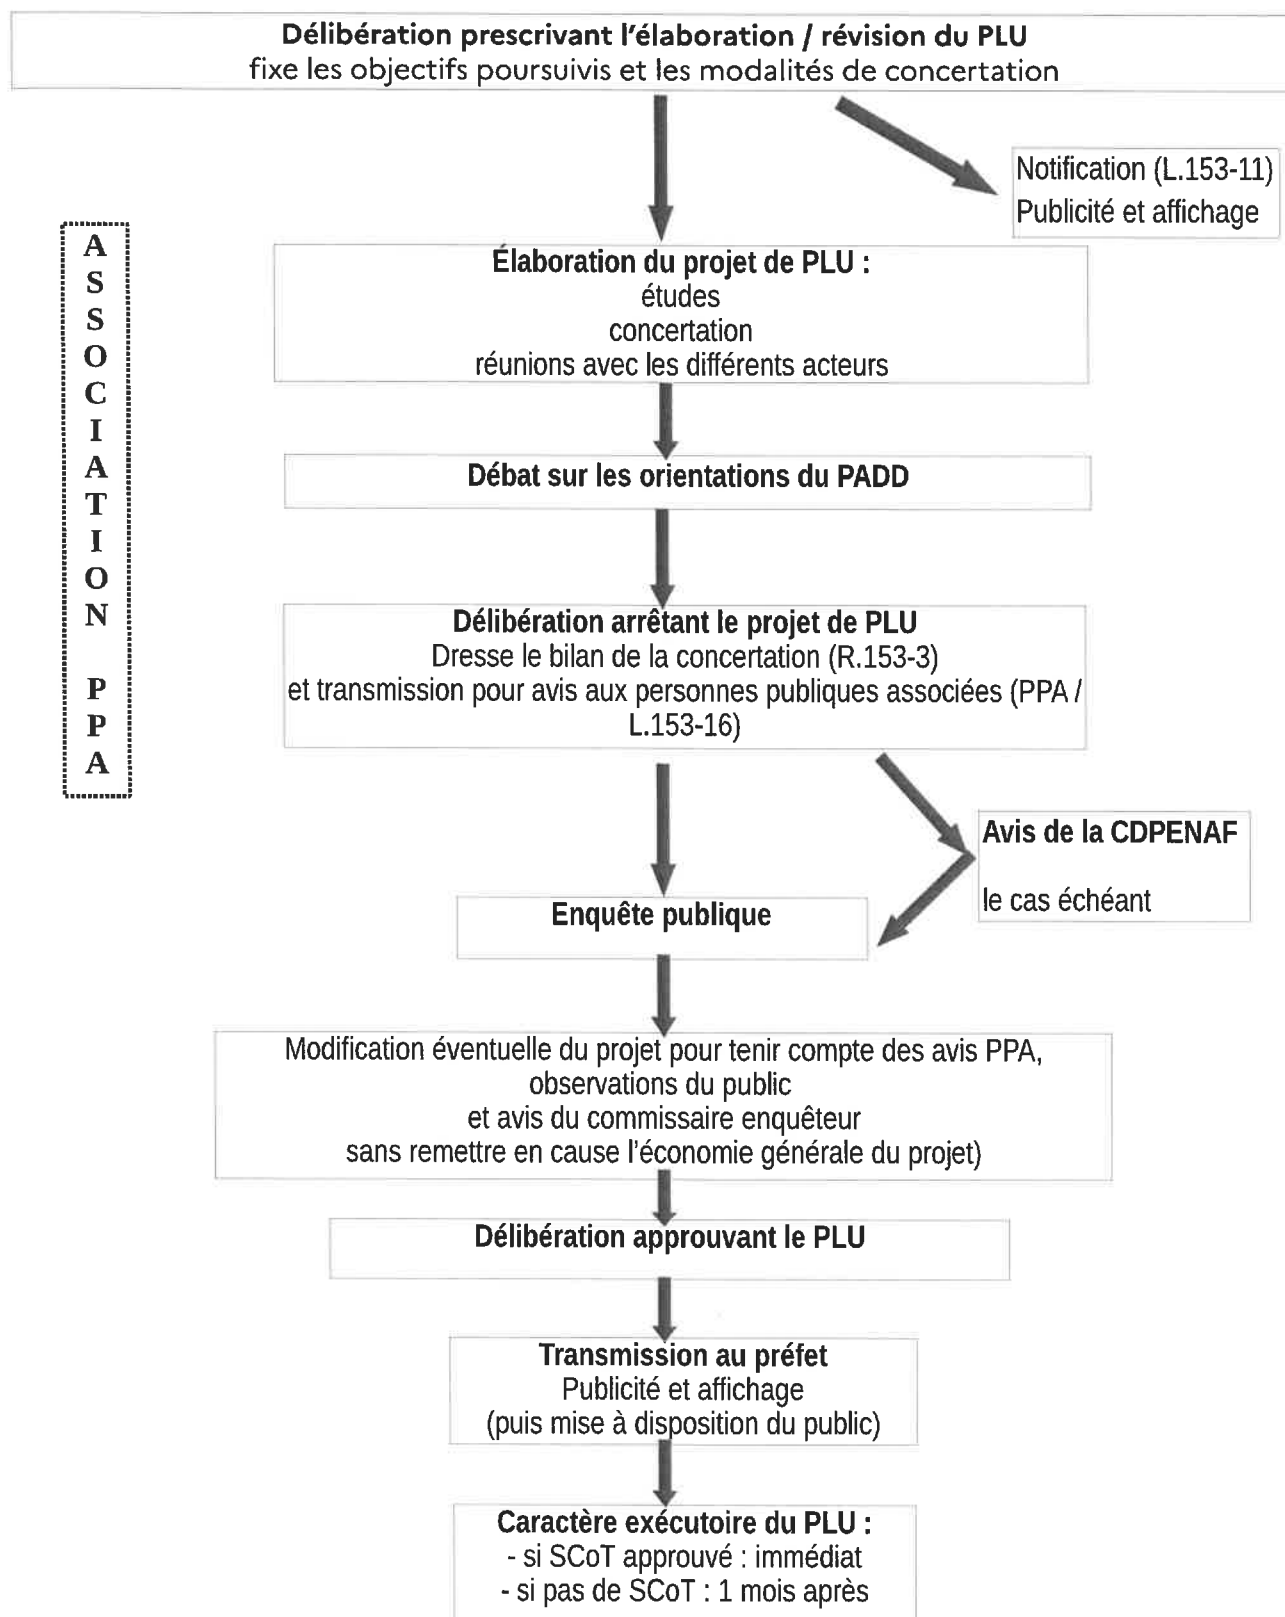 Délibération prescrivant l'élaboration / révision du PLU
fixe les objectifs poursuivis et les modalités de concertation
Notification (L.153-11)
Publicité et affichage
A
S
S
O
C
I
A
T
I
O
N
P
P
A
Élaboration du projet de PLU :
études
concertation
réunions avec les différents acteurs
Débat sur les orientations du PADD
Délibération arrêtant le projet de PLU
Dresse le bilan de la concertation (R.153-3)
et transmission pour avis aux personnes publiques associées (PPA /
L.153-16)
Avis de la CDPENAF
le cas échéant
Enquête publique
Modification éventuelle du projet pour tenir compte des avis PPA,
observations du public
et avis du commissaire enquêteur
sans remettre en cause l'économie générale du projet)
Délibération approuvant le PLU
Transmission au préfet
Publicité et affichage
(puis mise à disposition du public)
Caractère exécutoire du PLU :
- si SCoT approuvé : immédiat
- si pas de SCoT : 1 mois après